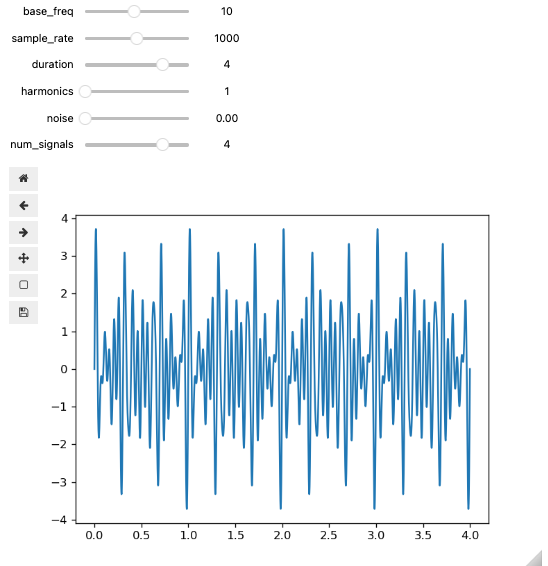 base_freq 10
sample_rate 1000
duration 4
harmonics 1
noise 0.00
num_signals 4
4
3
2
1
0
−1
−2
−3
−4
0.0 0.5 1.0 1.5 2.0 2.5 3.0 3.5 4.0